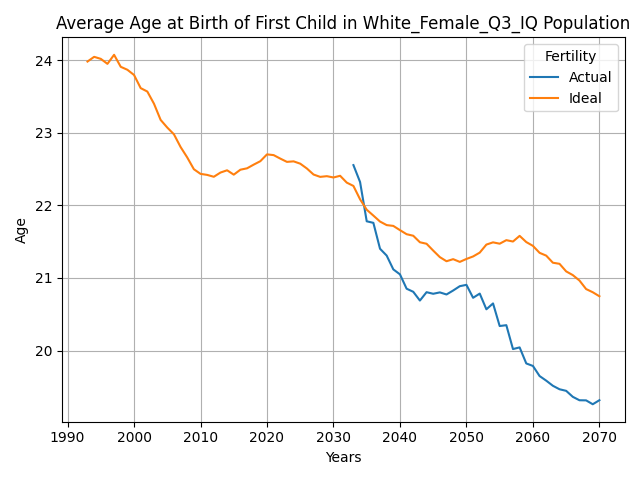 Average Age at Birth of First Child in White_Female_Q3_IQ Population
Fertility
Actual
Ideal
Age
24
23
22
21
20
1990 2000 2010 2020 2030 2040 2050 2060 2070
Years